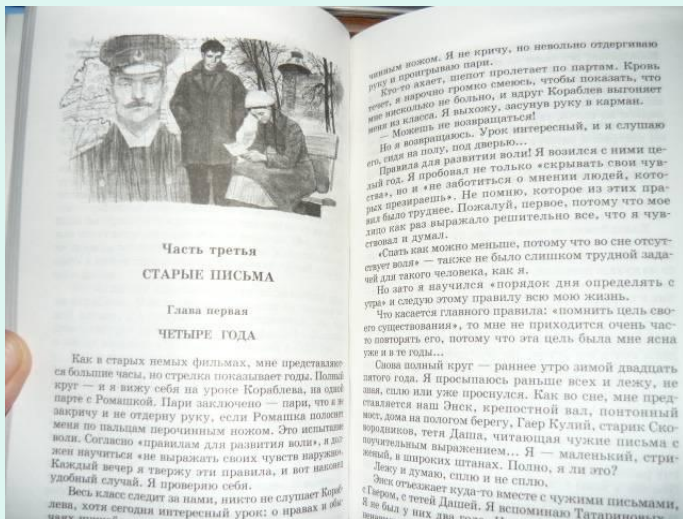 Часть третья
СТАРЫЕ ПИСЬМА
Глава первая
ЧЕТЫРЕ ГОДА
Как в старых немых фильмах, мне представляют-
ся большие часы, но стрелка показывает годы. Полный
круг — и я вижу себя на уроке Кораблева, на одной
парте с Ромашкой. Пари заключено — пари, что я не
закричу и не отдерну руку, если Ромашка полоснет
меня по пальцам перочинным ножом. Это испытание
воли. Согласно «правилам для развития воли», я дол-
жен научиться «не выражать своих чувств наружно».
Каждый вечер я твержу эти правила, и вот наконец
удобный случай. Я проверяю себя.
Весь класс следит за нами, никто не слушает Кораб-
лева, хотя сегодня интересный урок: о нравах и обы-
чаях
чинным ножом. Я не кричу, но невольно отдергиваю
руку и проигрываю пари.
Кто-то ахает, шепот пролетает по партам. Кровь
течет, я нарочно громко смеюсь, чтобы показать, что
мне нисколько не больно, и вдруг Кораблев выгоняет
меня из класса. Я выхожу, засунув руку в карман.
— Можешь не возвращаться!
Но я возвращаюсь. Урок интересный, и я слушаю
его, сидя на полу, под дверью...
Правила для развития воли! Я возился с ними це-
лый год. Я пробовал не только «скрывать свои чув-
ства», но и «не заботиться о мнении людей, кото-
рых презираешь». Не помню, которое из этих пра-
вил было труднее. Пожалуй, первое, потому что мое
лицо как раз выражало решительно все, что я чув-
ствовал и думал.
«Спать как можно меньше, потому что во сне отсут-
ствует воля» — также не было слишком трудной зада-
чей для такого человека, как я.
Но зато я научился «порядок дня определять с
утра» и следую этому правилу всю мою жизнь.
Что касается главного правила: «помнить цель сво-
его существования», то мне не приходится очень час-
то повторять его, потому что эта цель была мне ясна
уже и в те годы...
Снова полный круг — раннее утро зимой двадцать
пятого года. Я просыпаюсь раньше всех и лежу, не
зная, сплю или уже проснулся. Как во сне, мне пред-
ставляется наш Энск, крепостной вал, понтонный
мост, дома на пологом берегу, Гаер Кулий, старик Ско-
вородников, тетя Даша, читающая чужие письма с
поучительным выражением... Я — маленький, стри-
женый, в широких штанах. Полно, я ли это?
Лежу и думаю, сплю и не сплю.
Энск отъезжает куда-то вместе с чужими письмами,
с Гаером, с тетей Дашей. Я вспоминаю Татариновых...
Я не был у них два года.